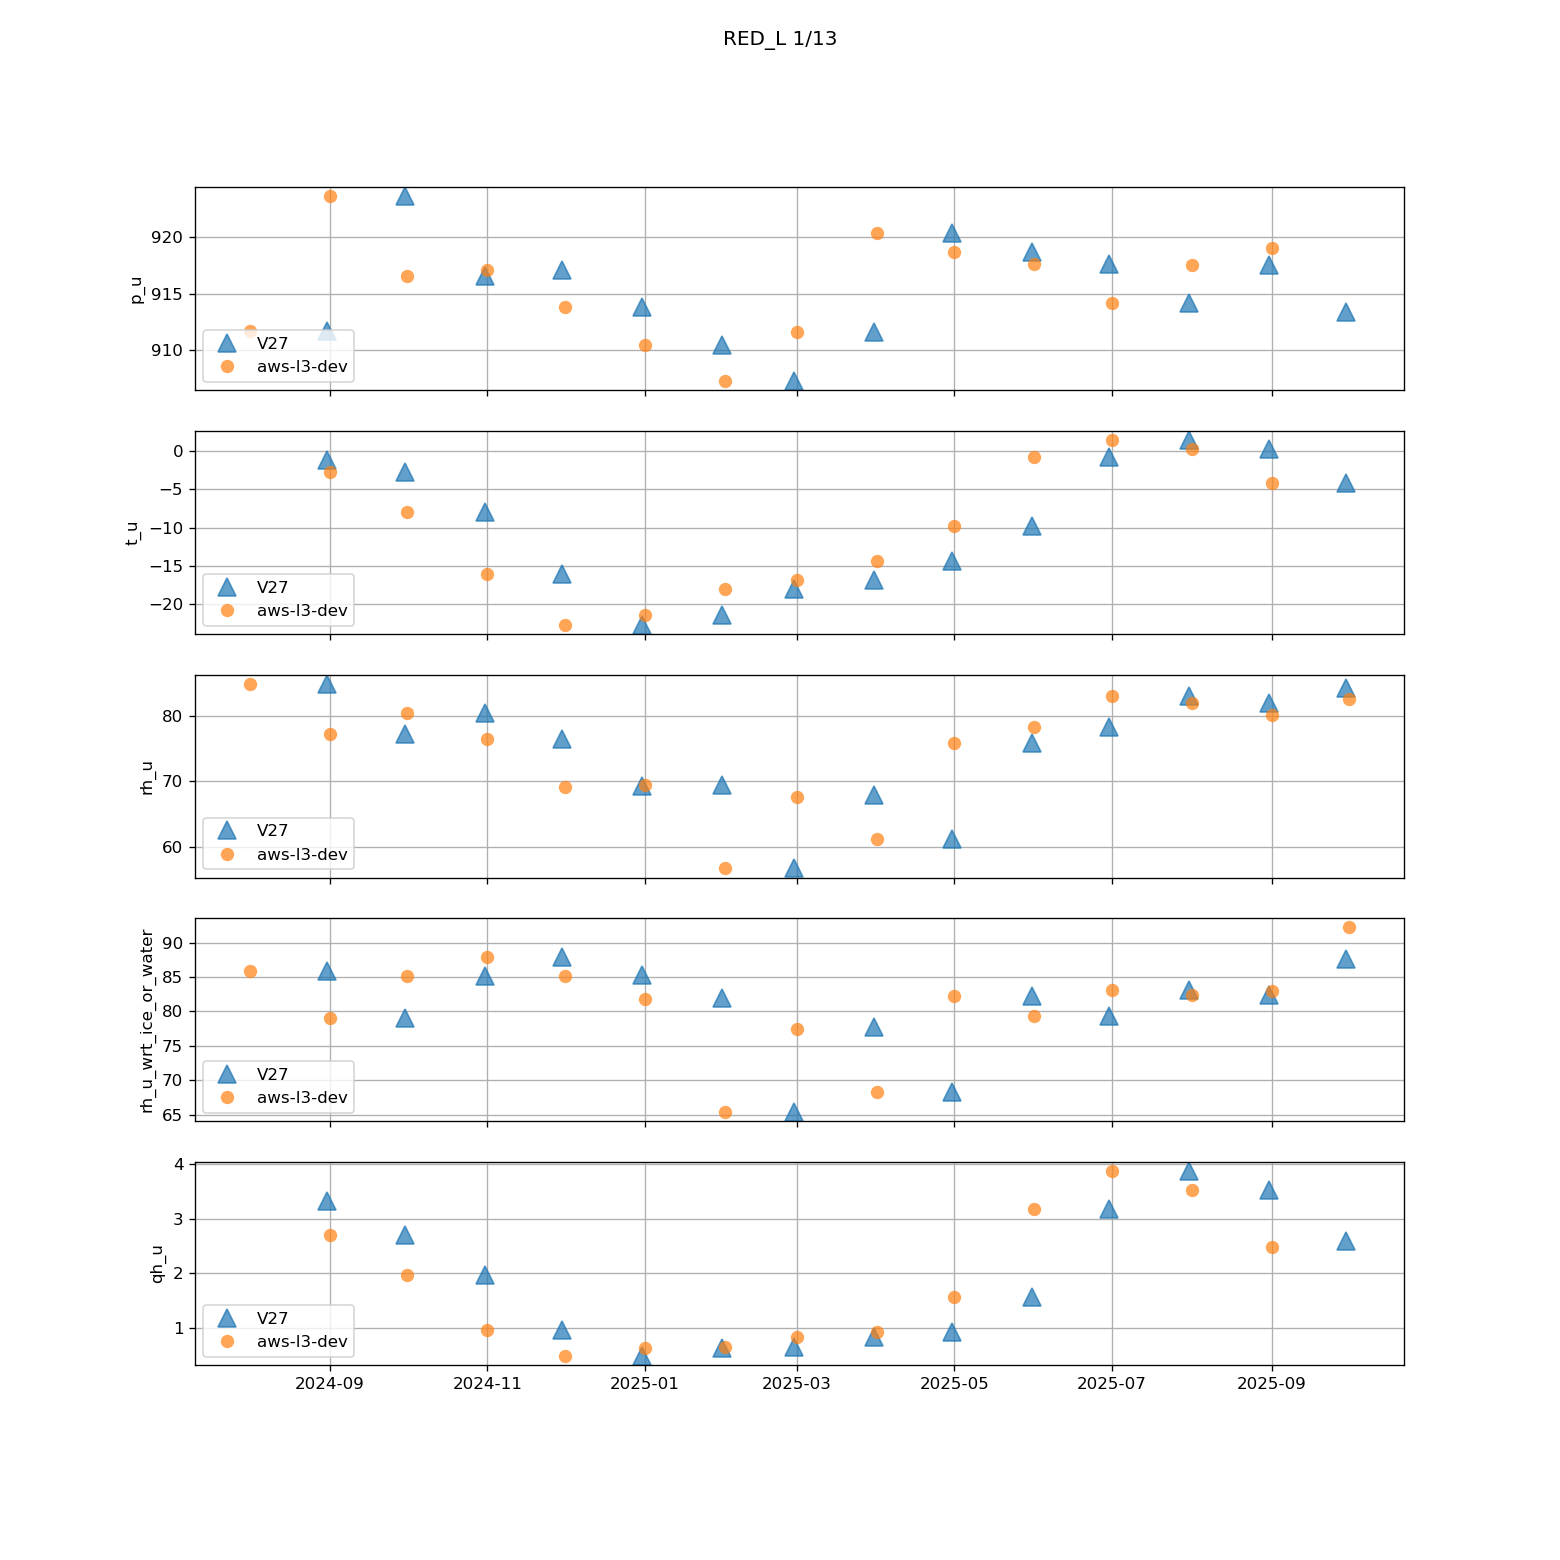 RED_L 1/13
920
915
910
p_u
V27
aws-l3-dev
0
−5
−10
−15
−20
t_u
V27
aws-l3-dev
80
70
60
rh_u
V27
aws-l3-dev
90
85
80
75
70
65
rh_u_wrt_ice_or_water
V27
aws-l3-dev
4
3
2
1
qh_u
V27
aws-l3-dev
2024-09 2024-11 2025-01 2025-03 2025-05 2025-07 2025-09